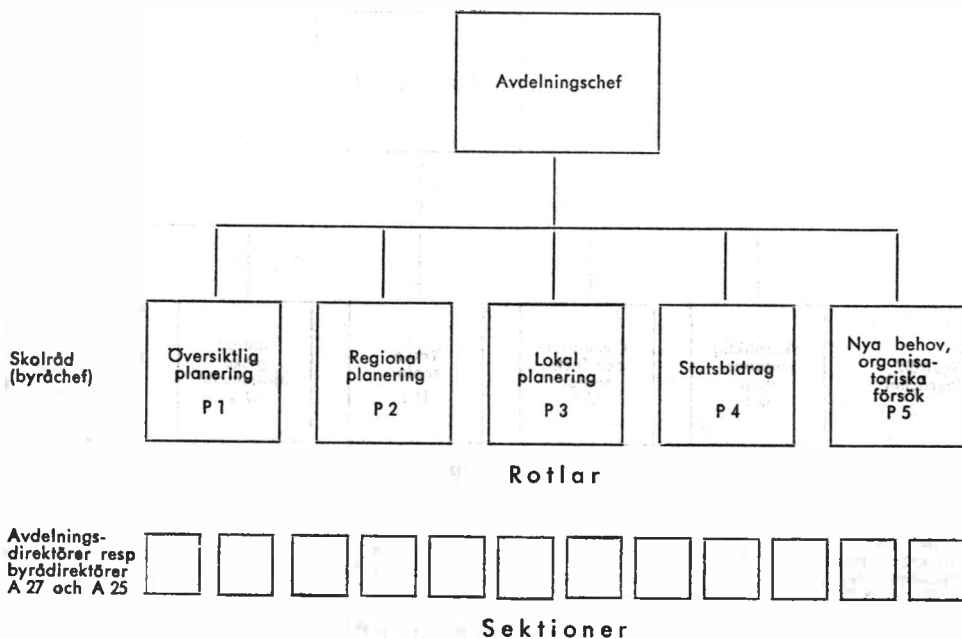 Avdelningschef
Skolråd
(byråchef)
Översiktlig
planering
P 1
Regional
planering
P 2
Lokal
planering
P 3
Statsbidrag
P 4
Nya behov,
organisa-
toriska
försök
P 5
Rotlar
Avdelnings-
direktörer resp
byrådirektörer
A 27 och A 25
Sektioner